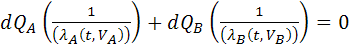 dQ_A (1/(λ_A(t,V_A))) + dQ_B (1/(λ_B(t,V_B))) = 0